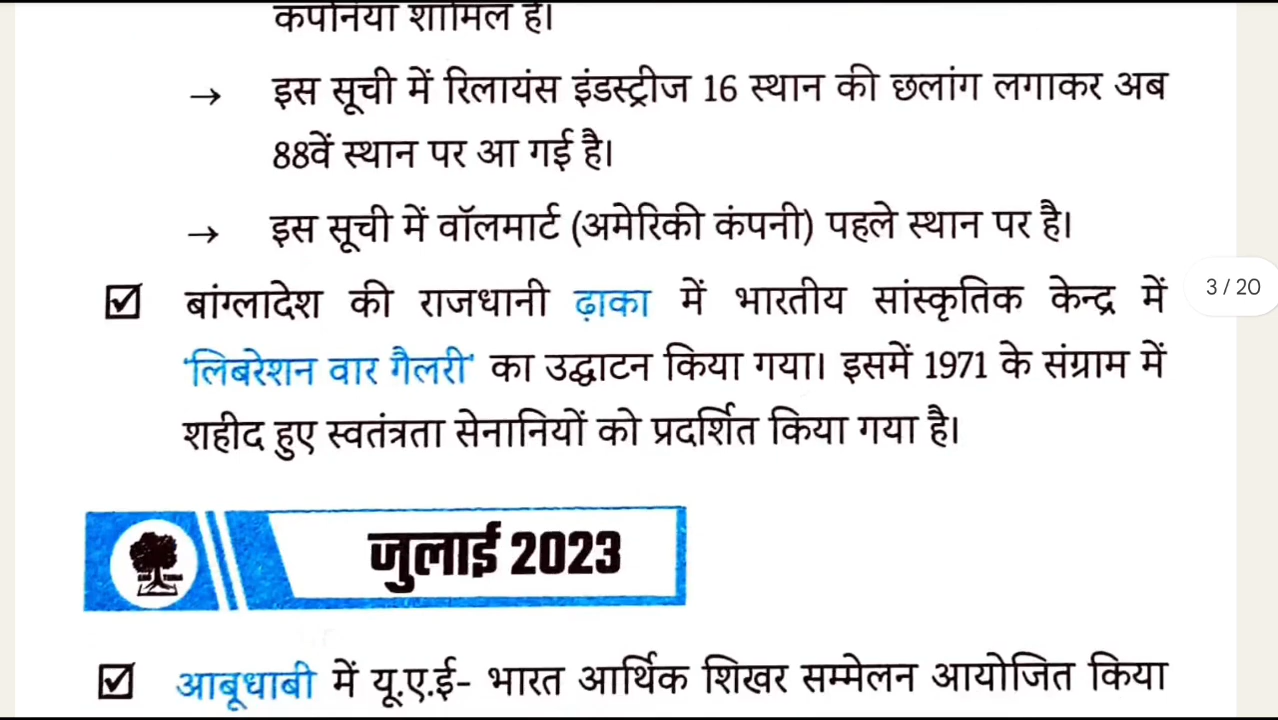 कंपनियां शामिल हैं।
→ इस सूची में रिलायंस इंडस्ट्रीज 16 स्थान की छलांग लगाकर अब
88वें स्थान पर आ गई है।
→ इस सूची में वॉलमार्ट (अमेरिकी कंपनी) पहले स्थान पर है।
☑ बांग्लादेश की राजधानी ढ़ाका में भारतीय सांस्कृतिक केन्द्र में
'लिबरेशन वार गैलरी' का उद्घाटन किया गया। इसमें 1971 के संग्राम में
शहीद हुए स्वतंत्रता सेनानियों को प्रदर्शित किया गया है।
3 / 20
जुलाई 2023
☑ आबूधाबी में यू.ए.ई- भारत आर्थिक शिखर सम्मेलन आयोजित किया